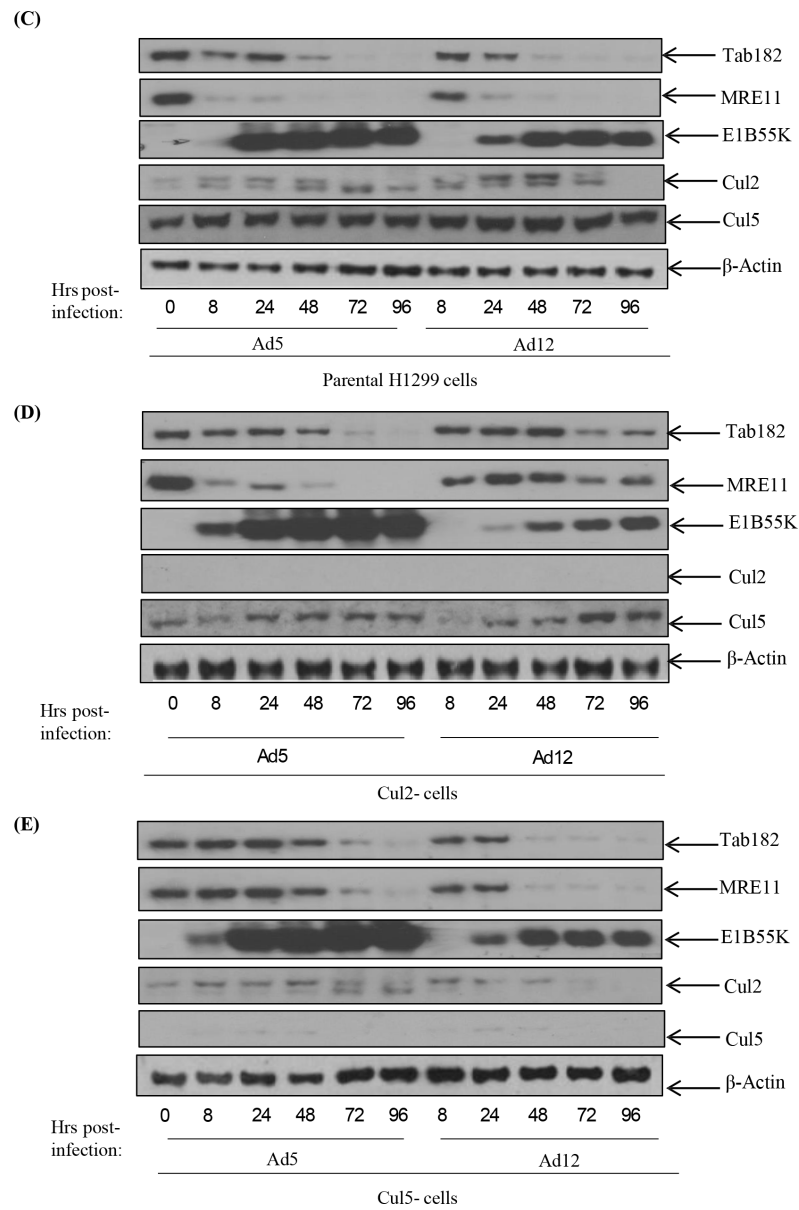 (C)
Tab182
MRE11
E1B55K
Cul2
Cul5
β-Actin
Hrs post-
infection:
0 8 24 48 72 96 8 24 48 72 96
Ad5 Ad12
Parental H1299 cells
(D)
Tab182
MRE11
E1B55K
Cul2
Cul5
β-Actin
Hrs post-
infection:
0 8 24 48 72 96 8 24 48 72 96
Ad5 Ad12
Cul2- cells
(E)
Tab182
MRE11
E1B55K
Cul2
Cul5
β-Actin
Hrs post-
infection:
0 8 24 48 72 96 8 24 48 72 96
Ad5 Ad12
Cul5- cells